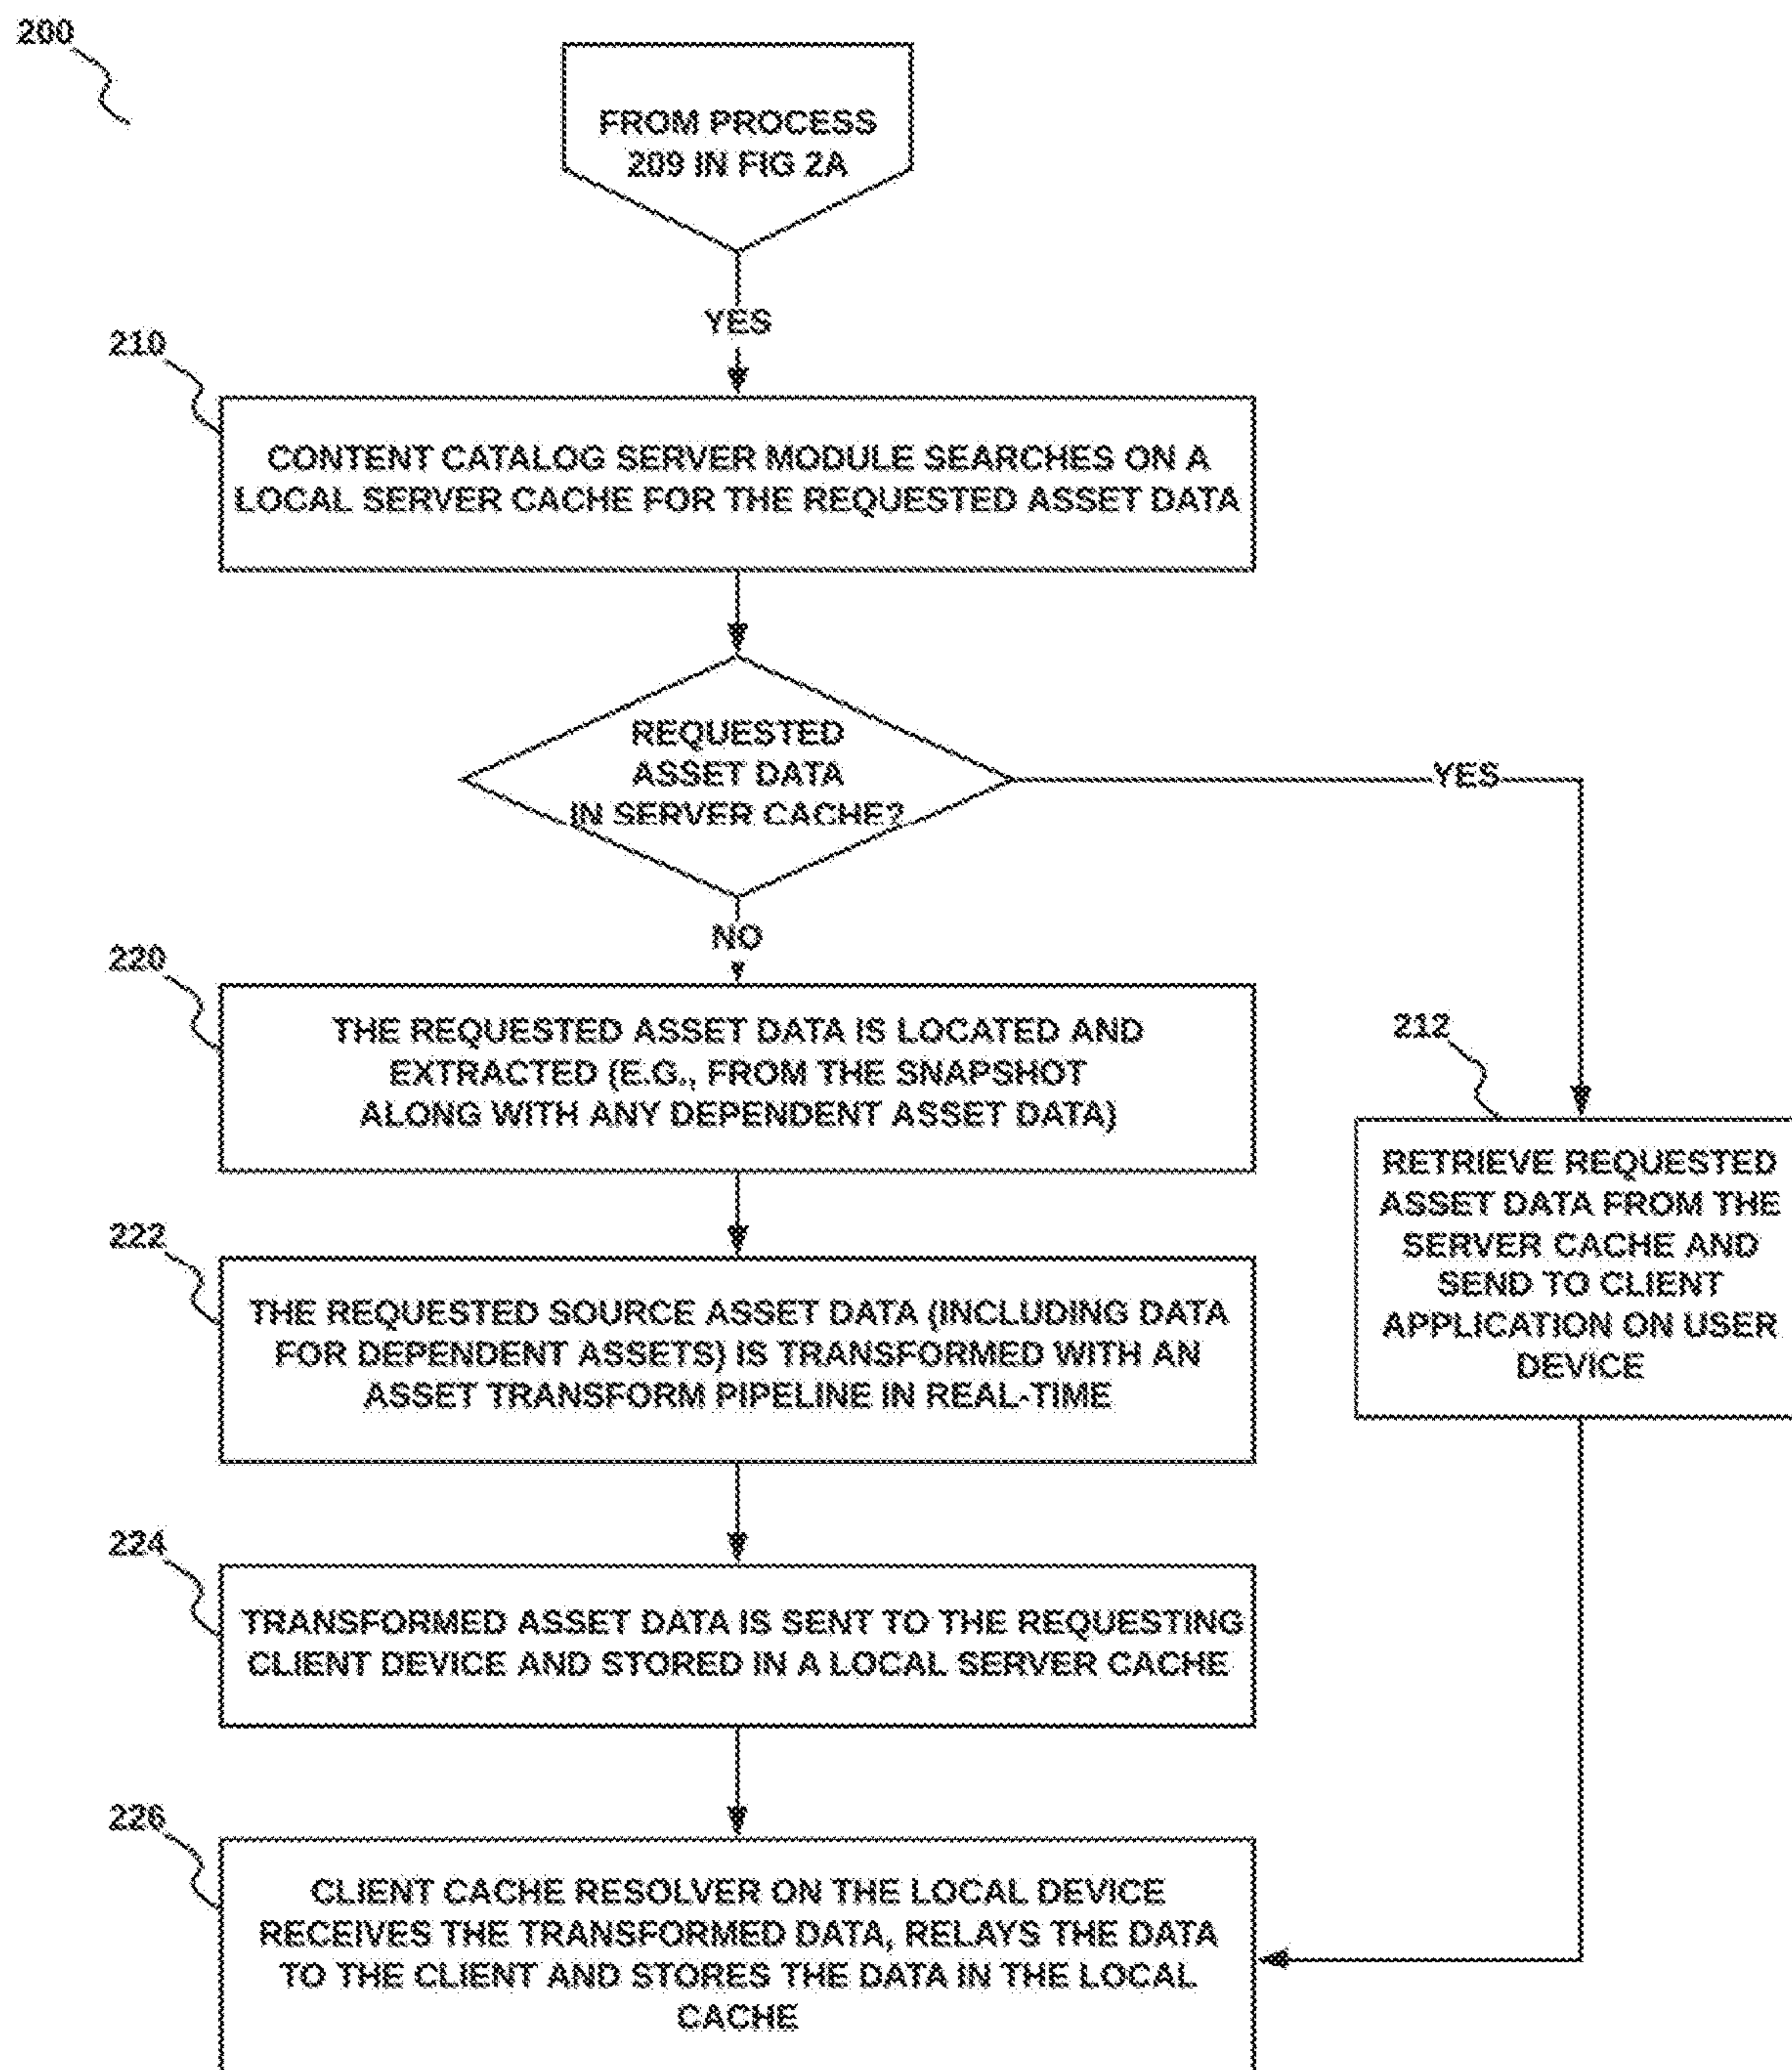 200
FROM PROCESS
209 IN FIG 2A
YES
210
CONTENT CATALOG SERVER MODULE SEARCHES ON A
LOCAL SERVER CACHE FOR THE REQUESTED ASSET DATA
REQUESTED
ASSET DATA
IN SERVER CACHE?
YES
NO
220
THE REQUESTED ASSET DATA IS LOCATED AND
EXTRACTED (E.G., FROM THE SNAPSHOT
ALONG WITH ANY DEPENDENT ASSET DATA)
212
RETRIEVE REQUESTED
ASSET DATA FROM THE
SERVER CACHE AND
SEND TO CLIENT
APPLICATION ON USER
DEVICE
222
THE REQUESTED SOURCE ASSET DATA (INCLUDING DATA
FOR DEPENDENT ASSETS) IS TRANSFORMED WITH AN
ASSET TRANSFORM PIPELINE IN REAL-TIME
224
TRANSFORMED ASSET DATA IS SENT TO THE REQUESTING
CLIENT DEVICE AND STORED IN A LOCAL SERVER CACHE
226
CLIENT CACHE RESOLVER ON THE LOCAL DEVICE
RECEIVES THE TRANSFORMED DATA, RELAYS THE DATA
TO THE CLIENT AND STORES THE DATA IN THE LOCAL
CACHE